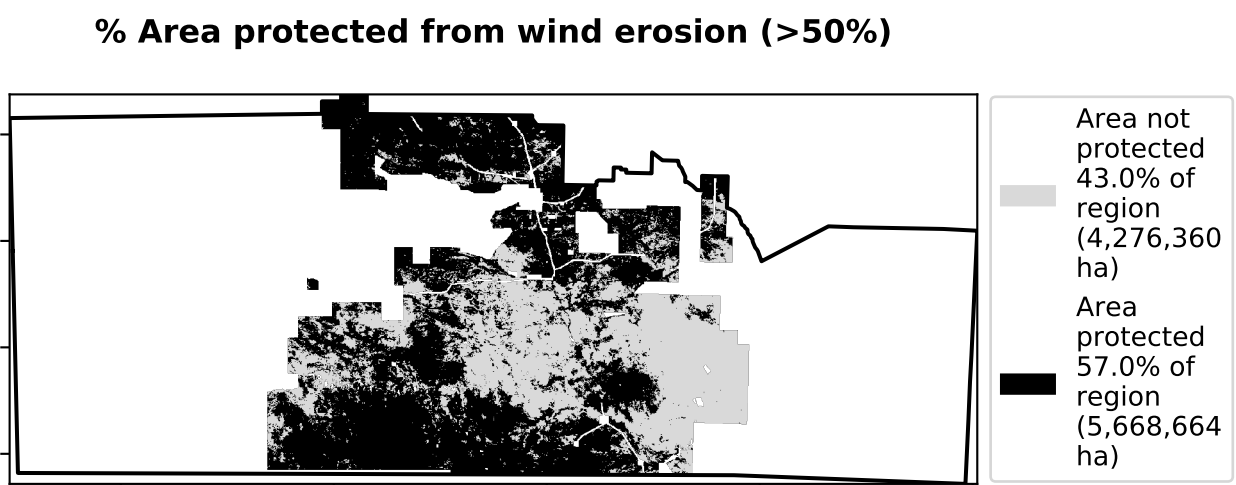 % Area protected from wind erosion (>50%)
Area not
protected
43.0% of
region
(4,276,360
ha)
Area
protected
57.0% of
region
(5,668,664
ha)